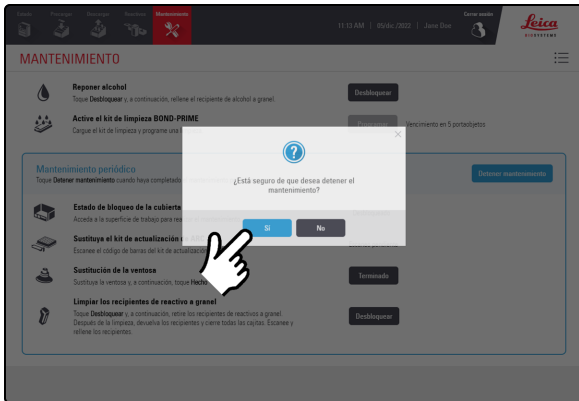 Precargar
Descargar
Reactivos
Mantenimiento
11:13 AM | 05/dic./2022 | Jane Doe
Cerrar sesión
Leica
BIOSYSTEMS
MANTENIMIENTO
Reponer alcohol
Toque Desbloquear y, a continuación, rellene el recipiente de alcohol a granel.
Desbloquear
Active el kit de limpieza BOND-PRIME
Cargue el kit de limpieza y programe una
Programar
Vencimiento en 5 portaobjetos
¿Está seguro de que desea detener el
mantenimiento?
Sí
No
Mantenimiento periódico
Toque Detener mantenimiento cuando haya completado
Detener mantenimiento
Estado de bloqueo de la cubierta
Acceda a la superficie de trabajo para
Sustituya el kit de actualización
Escanee el código de barras del kit de actualización
Sustitución de la ventosa
Sustituya la ventosa y, a continuación, toque Hecho
Terminado
Limpiar los recipientes de reactivo a granel
Toque Desbloquear y, a continuación, retire los recipientes de reactivos a granel.
Después de la limpieza, devuelva los recipientes y cierre todas las cajitas. Escanee y
rellene los recipientes.
Desbloquear